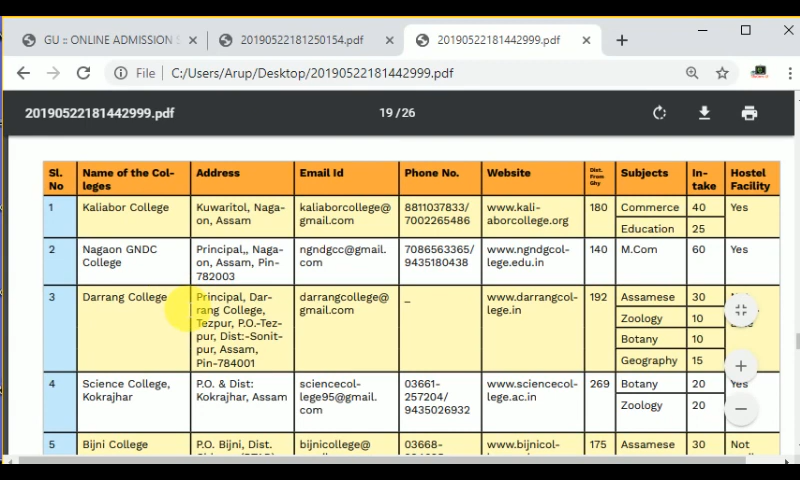 GU :: ONLINE ADMISSION S
20190522181250154.pdf
20190522181442999.pdf
File C:/Users/Arup/Desktop/20190522181442999.pdf
20190522181442999.pdf 19/26
Sl. No Name of the Col-leges Address Email Id Phone No. Website Dist. From Ghy Subjects In-take Hostel Facility
1 Kaliabor College Kuwaritol, Naga-on, Assam kaliaborcollege@gmail.com 8811037833/ 7002265486 www.kali-aborcollege.org 180 Commerce 40 Yes
Education 25
2 Nagaon GNDC College Principal,, Naga-on, Assam, Pin-782003 ngndgcc@gmail.com 7086563365/ 9435180438 www.ngndgcol-lege.edu.in 140 M.Com 60 Yes
3 Darrang College Principal, Dar-rang College, Tezpur, P.O.-Tez-pur, Dist:-Sonit-pur, Assam, Pin-784001 darrangcollege@gmail.com _ www.darrangcol-lege.in 192 Assamese 30
Zoology 10
Botany 10
Geography 15
4 Science College, Kokrajhar P.O. & Dist: Kokrajhar, Assam sciencecol-lege95@gmail.com 03661-257204/ 9435026932 www.sciencecol-lege.ac.in 269 Botany 20 Yes
Zoology 20
5 Bijni College P.O. Bijni, Dist. bijnicollege@ 03668- www.bijnicol- 175 Assamese 30 Not